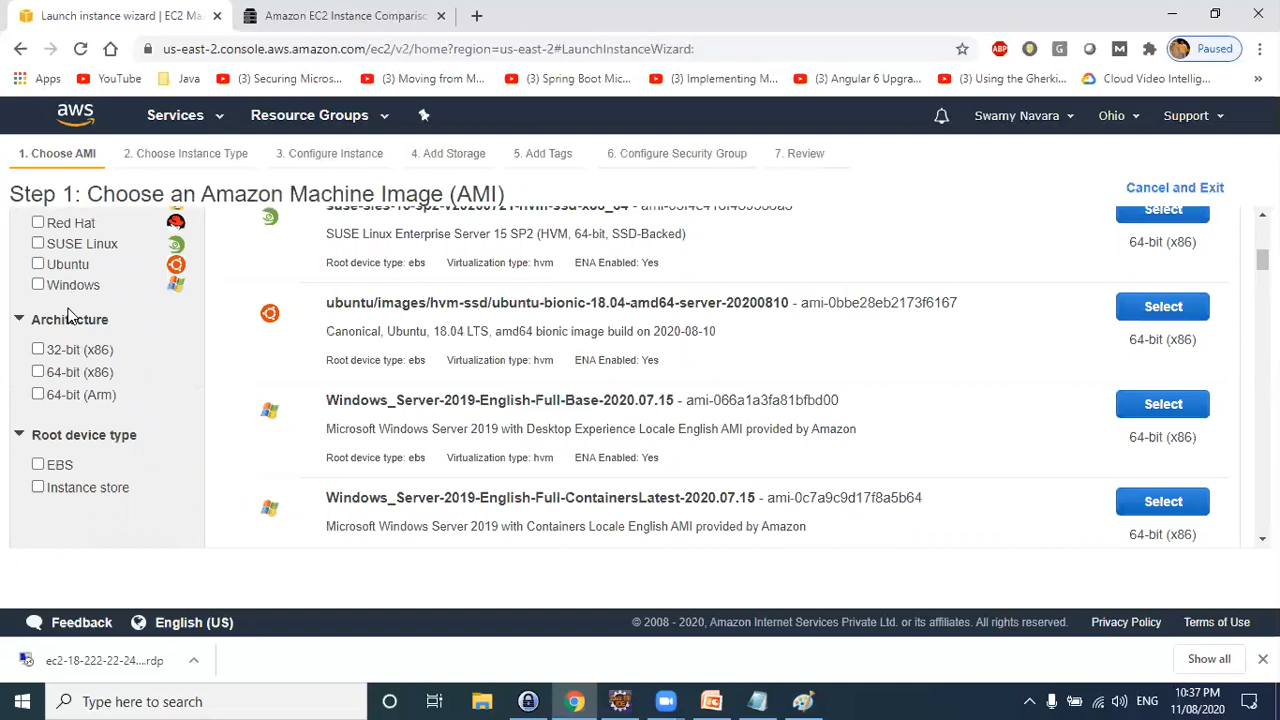 Launch instance wizard | EC2 Ma
Amazon EC2 Instance Comparisc
us-east-2.console.aws.amazon.com/ec2/v2/home?region=us-east-2#LaunchInstanceWizard:
ABP
G
M
Paused
Apps
YouTube
Java
(3) Securing Micros...
(3) Moving from M...
(3) Spring Boot Mic...
(3) Implementing M...
(3) Angular 6 Upgra...
(3) Using the Gherki...
Cloud Video Intellig...
»
aws
Services
Resource Groups
Swamy Navara
Ohio
Support
1. Choose AMI
2. Choose Instance Type
3. Configure Instance
4. Add Storage
5. Add Tags
6. Configure Security Group
7. Review
Step 1: Choose an Amazon Machine Image (AMI)
Cancel and Exit
Red Hat
SUSE Linux
Ubuntu
Windows
Architecture
32-bit (x86)
64-bit (x86)
64-bit (Arm)
Root device type
EBS
Instance store
Select
SUSE Linux Enterprise Server 15 SP2 (HVM, 64-bit, SSD-Backed)
64-bit (x86)
Root device type: ebs Virtualization type: hvm ENA Enabled: Yes
ubuntu/images/hvm-ssd/ubuntu-bionic-18.04-amd64-server-20200810 - ami-0bbe28eb2173f6167
Select
Canonical, Ubuntu, 18.04 LTS, amd64 bionic image build on 2020-08-10
64-bit (x86)
Root device type: ebs Virtualization type: hvm ENA Enabled: Yes
Windows_Server-2019-English-Full-Base-2020.07.15 - ami-066a1a3fa81bfbd00
Select
Microsoft Windows Server 2019 with Desktop Experience Locale English AMI provided by Amazon
64-bit (x86)
Root device type: ebs Virtualization type: hvm ENA Enabled: Yes
Windows_Server-2019-English-Full-ContainersLatest-2020.07.15 - ami-0c7a9c9d17f8a5b64
Select
Microsoft Windows Server 2019 with Containers Locale English AMI provided by Amazon
64-bit (x86)
Feedback
English (US)
© 2008 - 2020, Amazon Internet Services Private Ltd. or its affiliates. All rights reserved.
Privacy Policy
Terms of Use
ec2-18-222-22-24....rdp
Show all
Type here to search
ENG
10:37 PM
11/08/2020